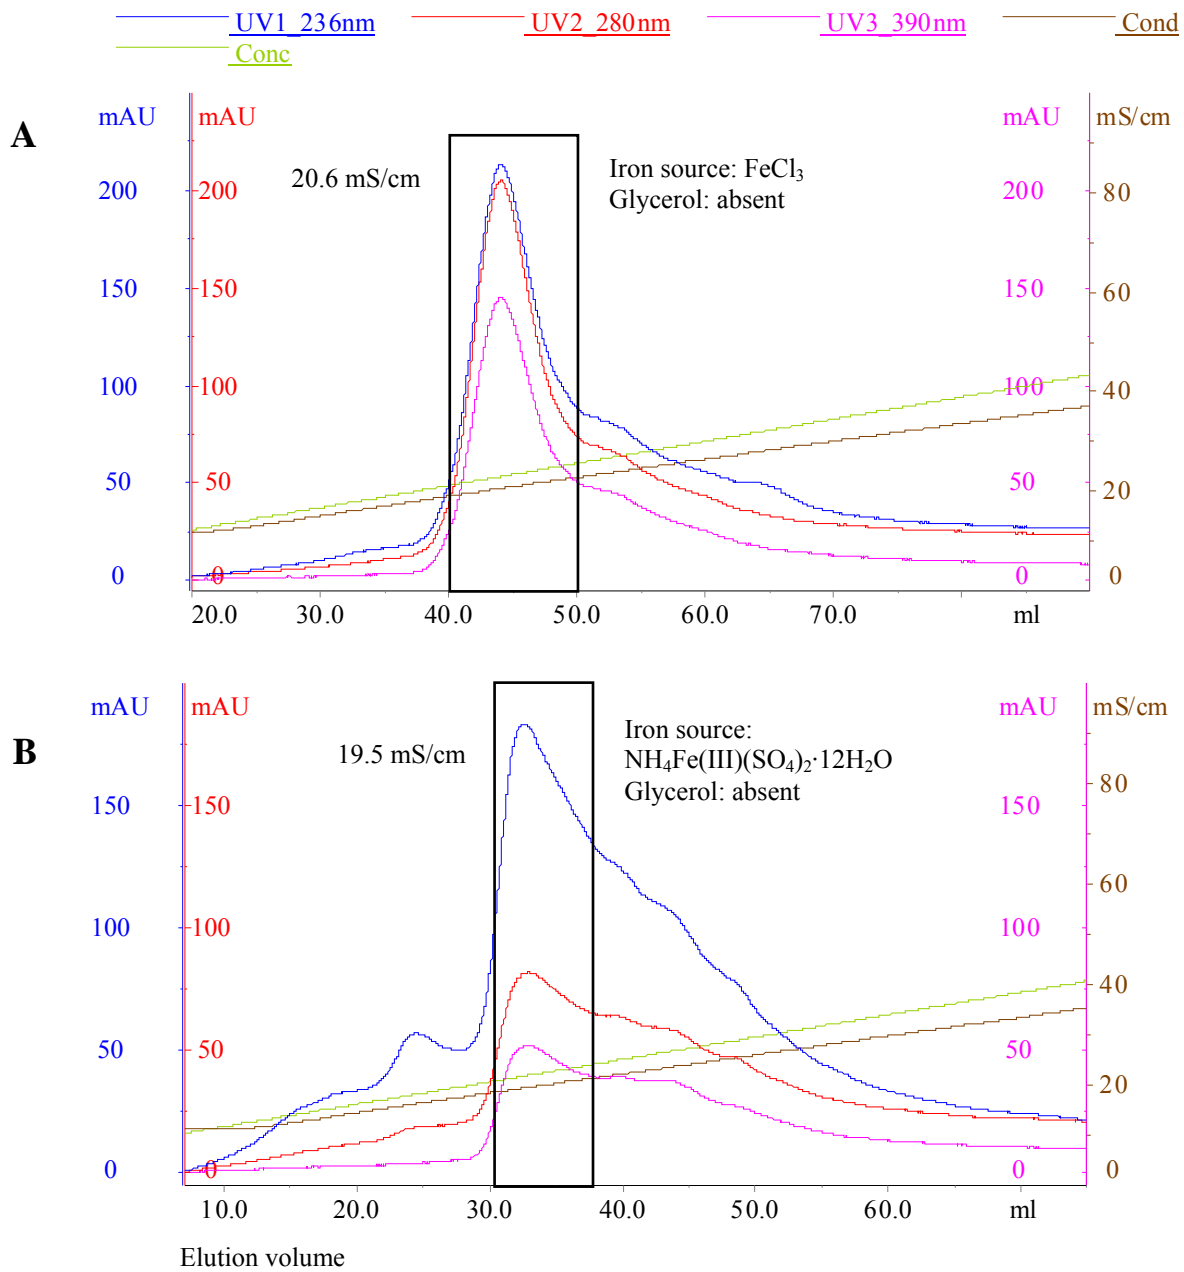 UV1_236nm UV2_280nm UV3_390nm Cond
Conc
A
mAU mAU mAU mS/cm
20.6 mS/cm
Iron source: FeCl₃
Glycerol: absent
200 200 200 80
150 150 150 60
100 100 100 40
50 50 50 20
0 0 0 0
20.0 30.0 40.0 50.0 60.0 70.0 ml
B
mAU mAU mAU mS/cm
19.5 mS/cm
Iron source:
NH₄Fe(III)(SO₄)₂·12H₂O
Glycerol: absent
80
150 150 150
60
100 100 100
40
50 50 50
20
0 0 0 0
10.0 20.0 30.0 40.0 50.0 60.0 ml
Elution volume